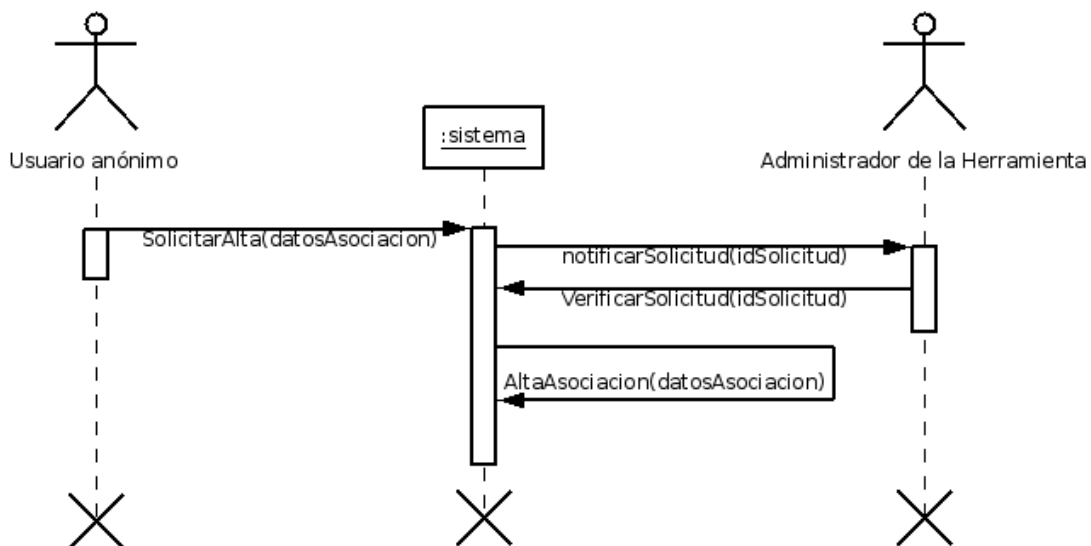 :sistema
Usuario anónimo
Administrador de la Herramienta
SolicitarAlta(datosAsociacion)
notificarSolicitud(idSolicitud)
VerificarSolicitud(idSolicitud)
AltaAsociacion(datosAsociacion)